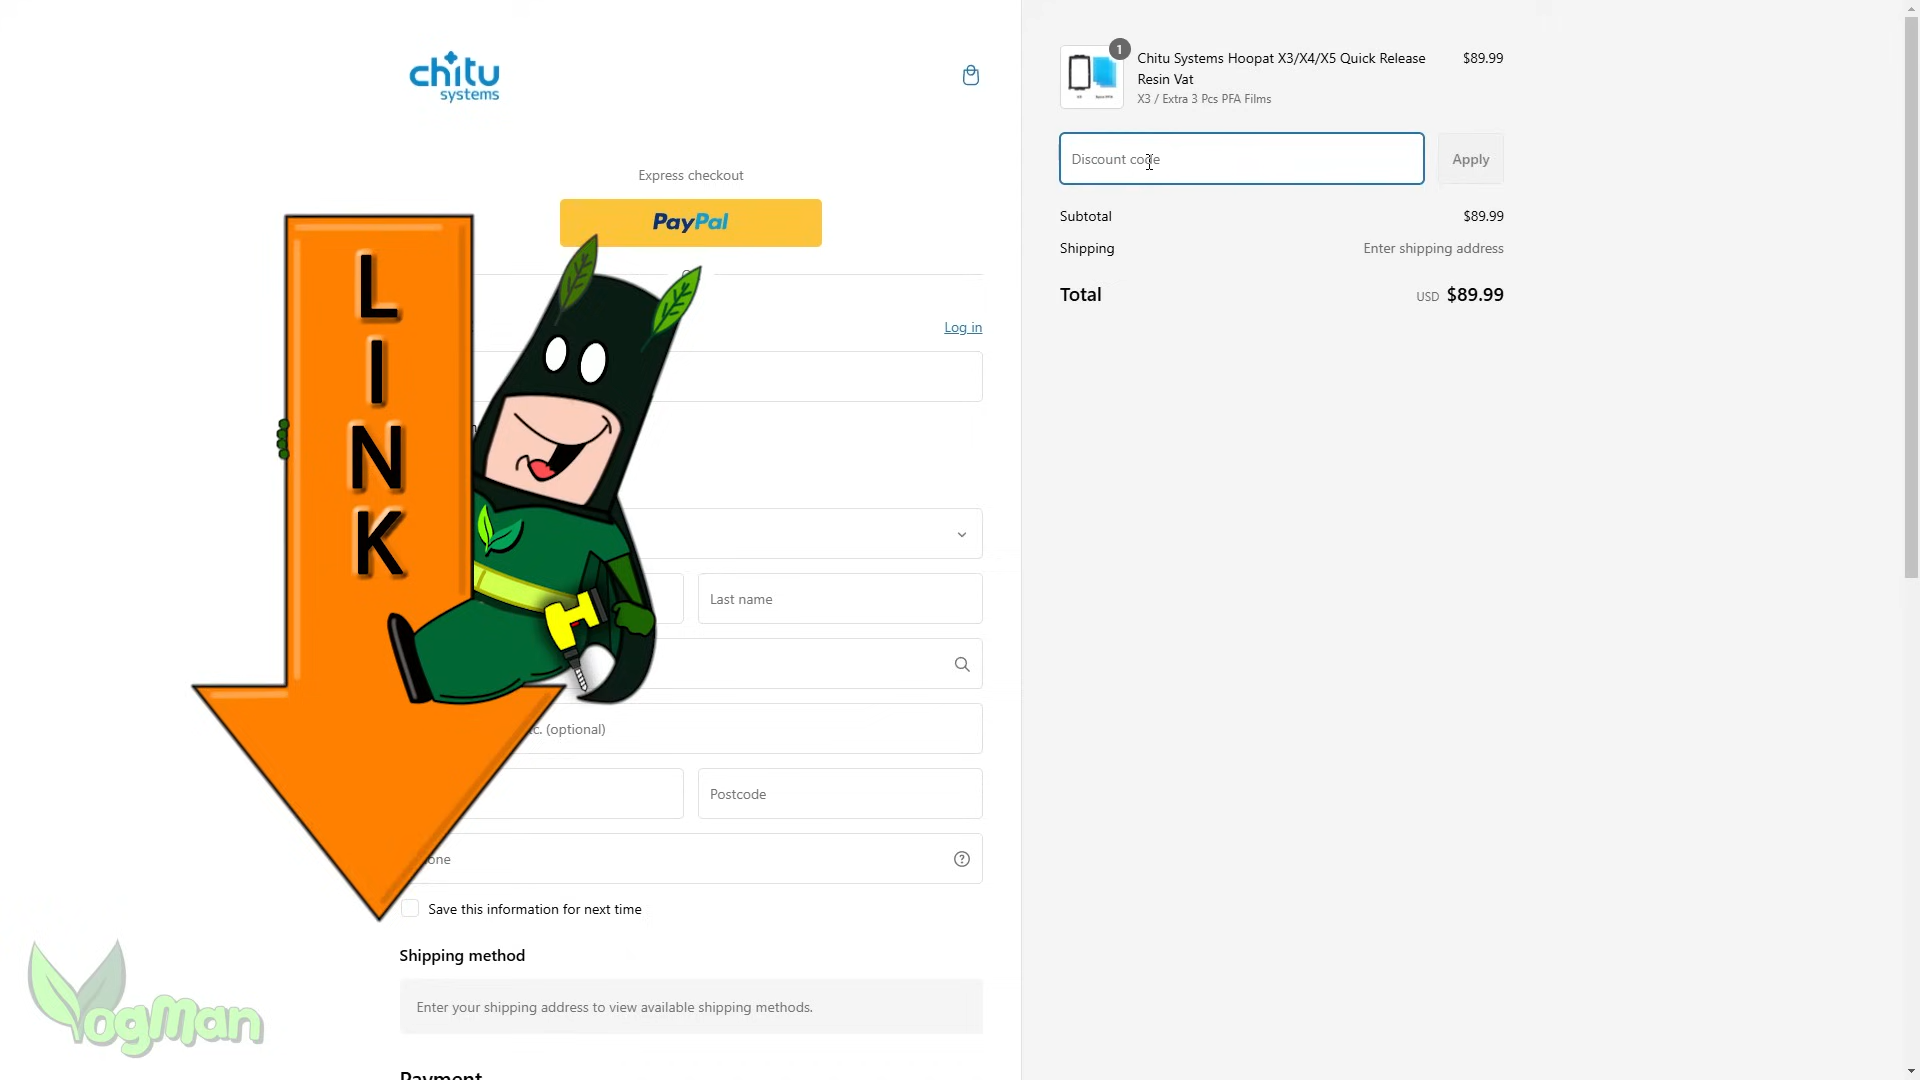 chitu
systems
Express checkout
PayPal
Log in
LINK
Last name
tc. (optional)
Postcode
one
Save this information for next time
Shipping method
Enter your shipping address to view available shipping methods.
Payment
YogMan
1
Chitu Systems Hoopat X3/X4/X5 Quick Release
Resin Vat
$89.99
X3 / Extra 3 Pcs PFA Films
Discount code
Apply
Subtotal
$89.99
Shipping
Enter shipping address
Total
USD $89.99